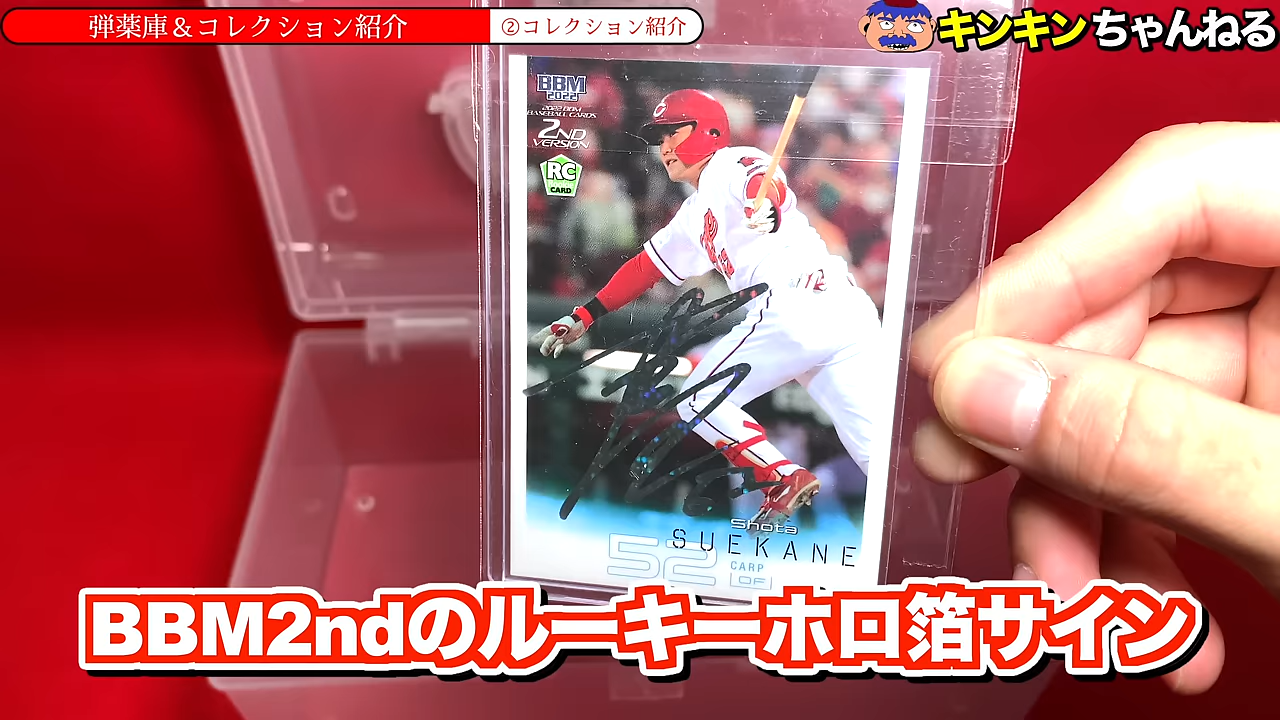 弾薬庫＆コレクション紹介
②コレクション紹介
キンキンちゃんねる
BBM
2022
2022 BBM
BASEBALL CARDS
2ND
VERSION
RC
CARD
Shota
SUEKANE
52
CARP
OF
BBM2ndのルーキーホロ箔サイン